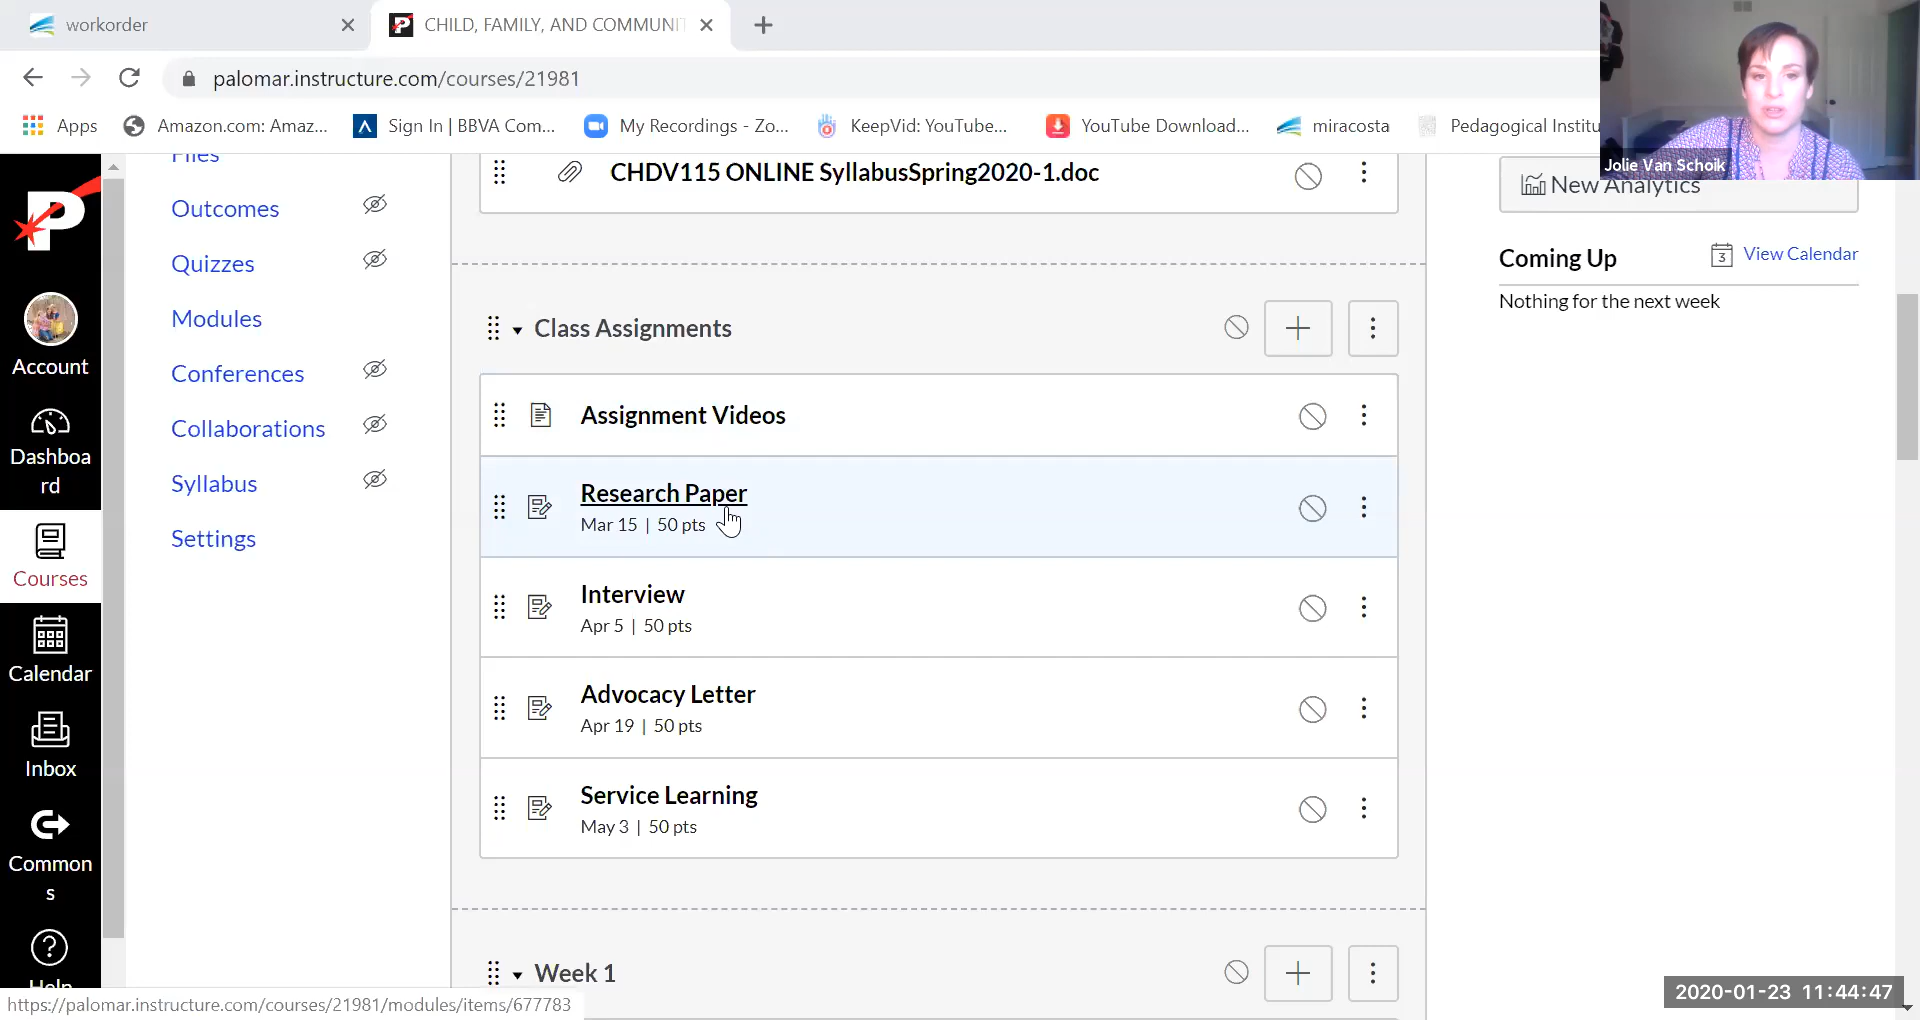 workorder
CHILD, FAMILY, AND COMMUNI
palomar.instructure.com/courses/21981
Apps
Amazon.com: Amaz...
Sign In | BBVA Com...
My Recordings - Zo...
KeepVid: YouTube...
YouTube Download...
miracosta
Pedagogical Institu
Jolie Van Schoik
P
Account
Dashboa
rd
Courses
Calendar
Inbox
Common
s
Help
Files
Outcomes
Quizzes
Modules
Conferences
Collaborations
Syllabus
Settings
CHDV115 ONLINE SyllabusSpring2020-1.doc
Class Assignments
Assignment Videos
Research Paper
Mar 15 | 50 pts
Interview
Apr 5 | 50 pts
Advocacy Letter
Apr 19 | 50 pts
Service Learning
May 3 | 50 pts
Week 1
New Analytics
Coming Up
3
View Calendar
Nothing for the next week
https://palomar.instructure.com/courses/21981/modules/items/677783
2020-01-23 11:44:47